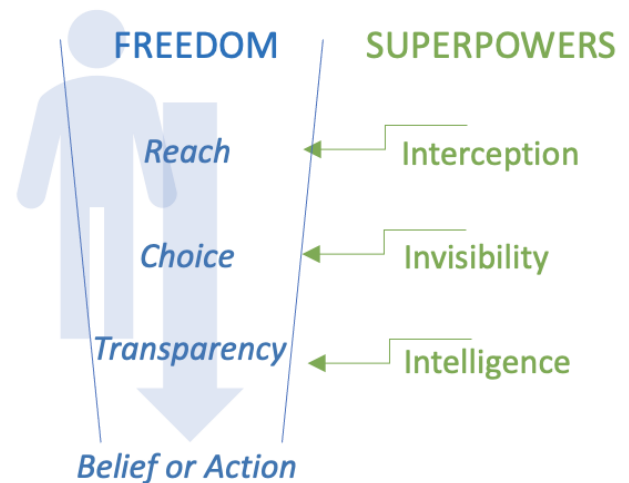 FREEDOM SUPERPOWERS
Reach Interception
Choice Invisibility
Transparency Intelligence
Belief or Action